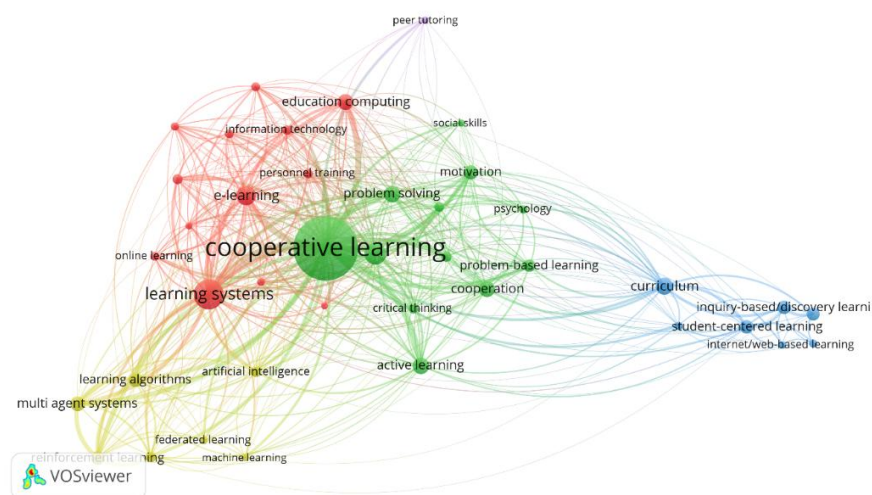 peer tutoring
education computing
social skills
information technology
personnel training
motivation
e-learning
problem solving
psychology
cooperative learning
online learning
problem-based learning
learning systems
cooperation
curriculum
critical thinking
inquiry-based/discovery learni
student-centered learning
internet/web-based learning
active learning
artificial intelligence
learning algorithms
multi agent systems
federated learning
reinforcement learning
machine learning
VOSviewer